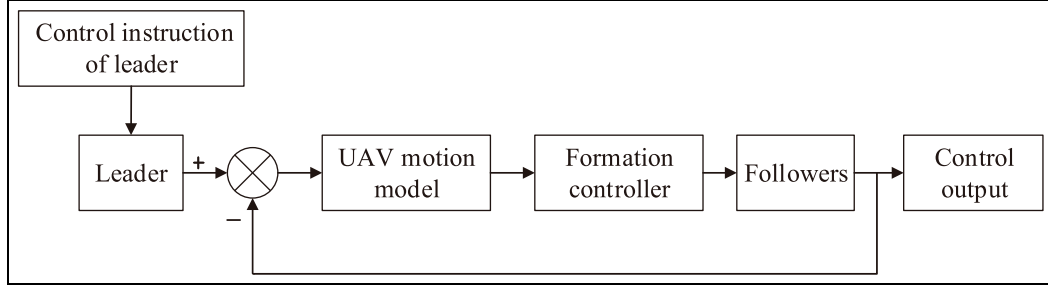 Control instruction
of leader
Leader
+
−
UAV motion
model
Formation
controller
Followers
Control
output